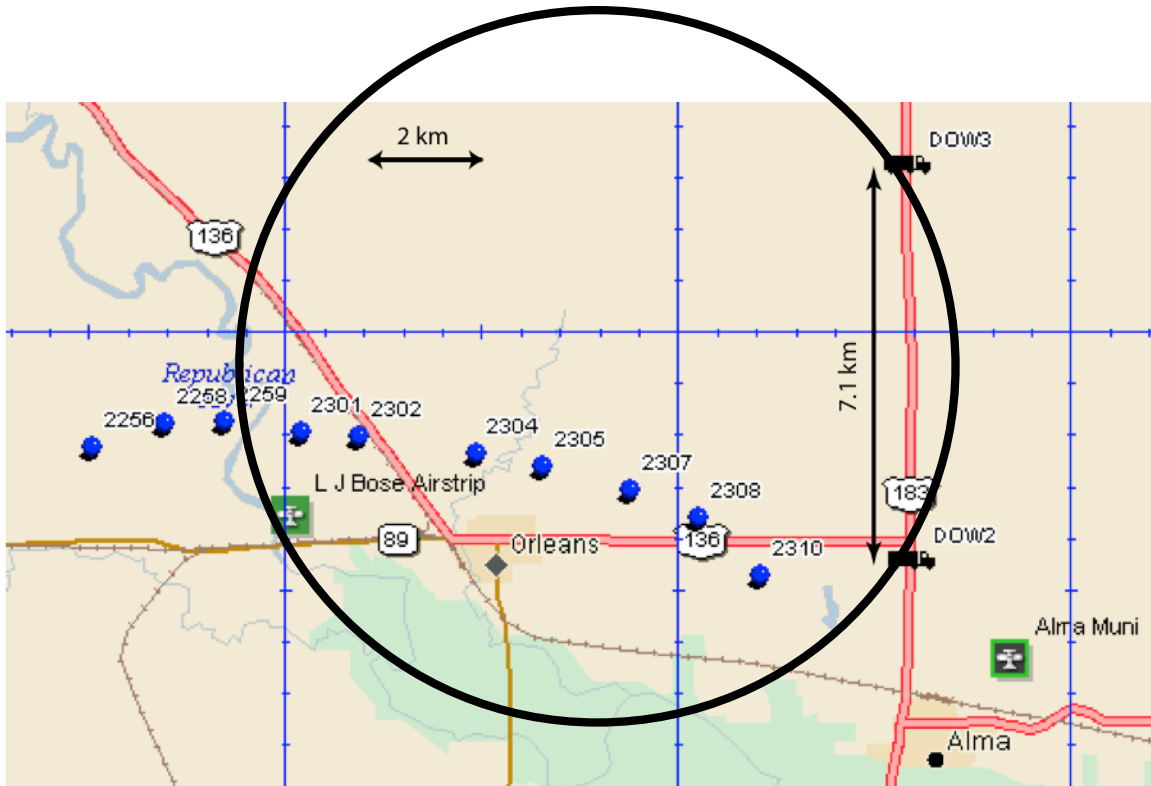 2 km
DOW3
136
7.1 km
Republican
2258
2259
2256
2301
2302
2304
2305
2307
2308
L J Bose Airstrip
183
89
Orleans
136
DOW2
2310
Alma Muni
Alma